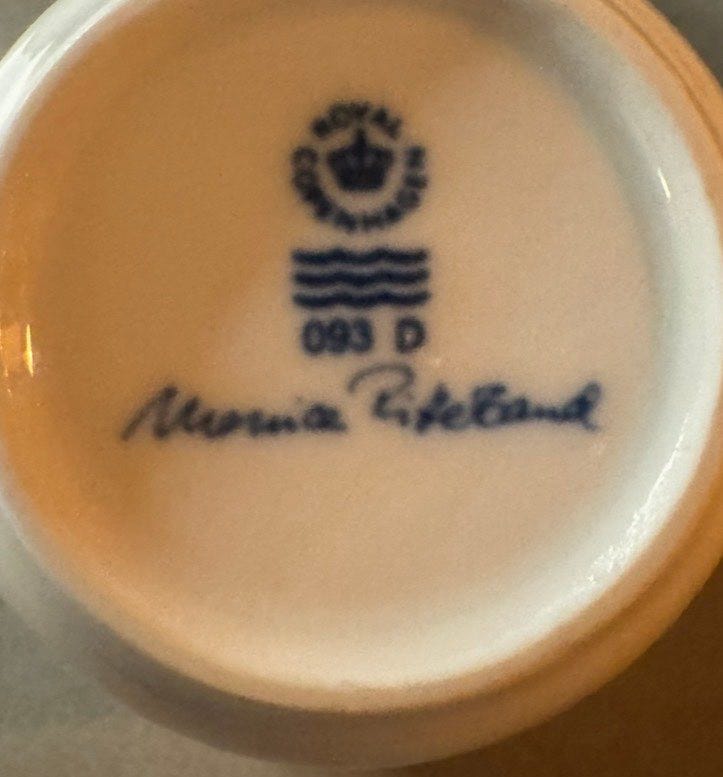 ROYAL COPENHAGEN
093 D
Monica Ritterband